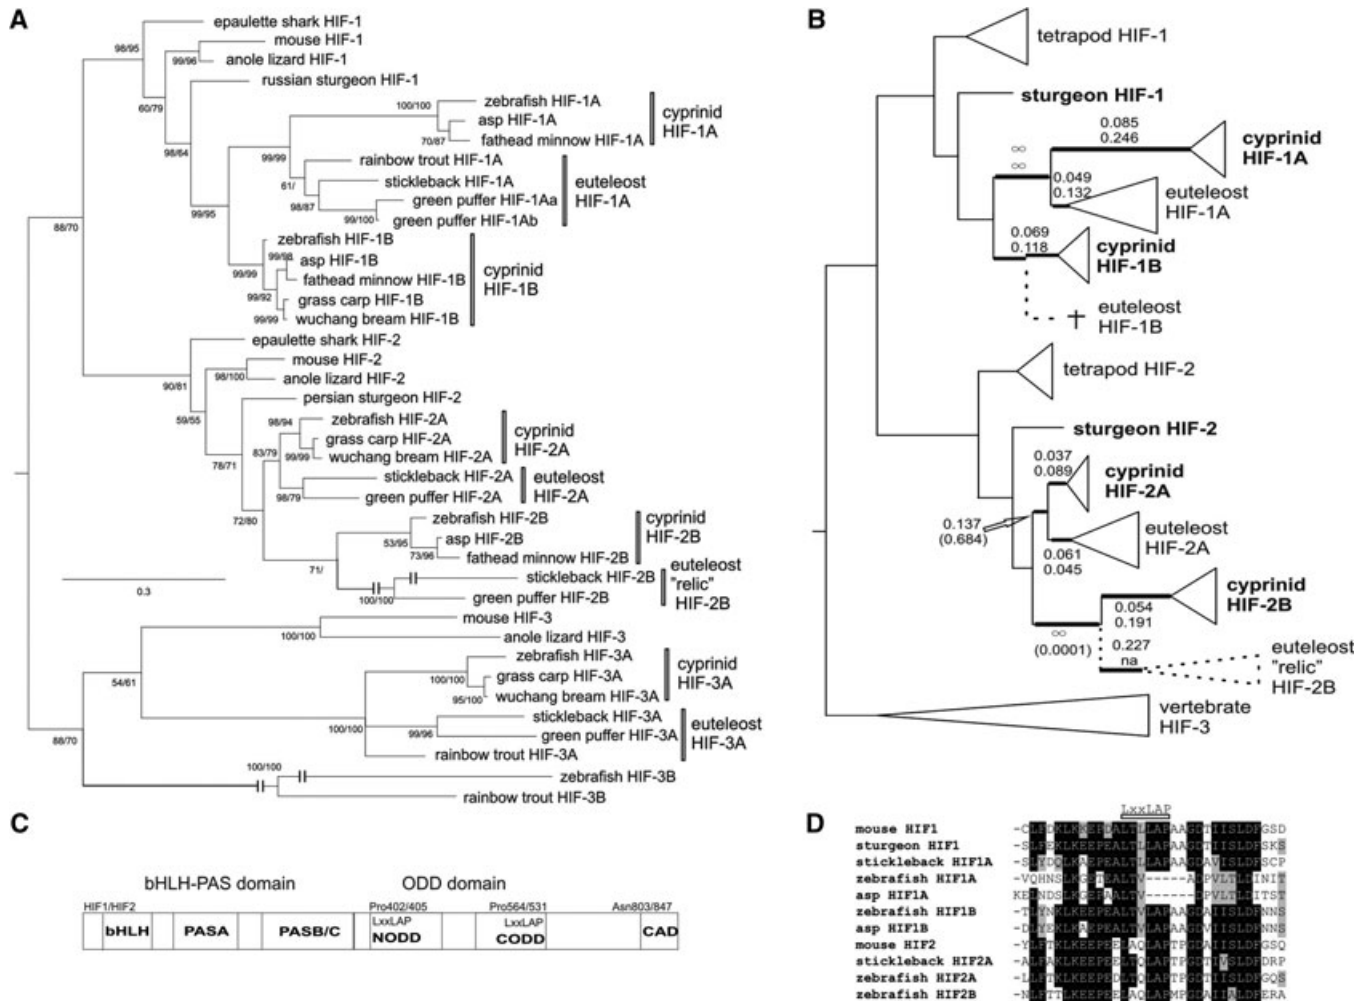 A
epaulette shark HIF-1
98/95
mouse HIF-1
99/96
anole lizard HIF-1
russian sturgeon HIF-1
60/79
100/100
zebrafish HIF-1A
asp HIF-1A
70/87
fathead minnow HIF-1A
cyprinid
HIF-1A
98/64
99/99
rainbow trout HIF-1A
61/
stickleback HIF-1A
98/87
green puffer HIF-1Aa
99/100
green puffer HIF-1Ab
euteleost
HIF-1A
99/95
88/70
zebrafish HIF-1B
99/98
asp HIF-1B
99/99
fathead minnow HIF-1B
99/92
grass carp HIF-1B
99/99
wuchang bream HIF-1B
cyprinid
HIF-1B
epaulette shark HIF-2
mouse HIF-2
98/100
anole lizard HIF-2
90/81
persian sturgeon HIF-2
59/55
98/94
zebrafish HIF-2A
grass carp HIF-2A
83/79
99/99
wuchang bream HIF-2A
cyprinid
HIF-2A
78/71
stickleback HIF-2A
98/79
green puffer HIF-2A
euteleost
HIF-2A
72/80
zebrafish HIF-2B
asp HIF-2B
53/95
73/96
fathead minnow HIF-2B
cyprinid
HIF-2B
71/
stickleback HIF-2B
100/100
green puffer HIF-2B
euteleost
"relic"
HIF-2B
0.3
mouse HIF-3
100/100
anole lizard HIF-3
54/61
zebrafish HIF-3A
100/100
grass carp HIF-3A
95/100
wuchang bream HIF-3A
cyprinid
HIF-3A
stickleback HIF-3A
100/100
99/96
green puffer HIF-3A
rainbow trout HIF-3A
euteleost
HIF-3A
88/70
100/100
zebrafish HIF-3B
rainbow trout HIF-3B
B
tetrapod HIF-1
sturgeon HIF-1
0.085
0.246
cyprinid
HIF-1A
∞
∞
0.049
0.132
euteleost
HIF-1A
0.069
0.118
cyprinid
HIF-1B
† euteleost
HIF-1B
tetrapod HIF-2
sturgeon HIF-2
0.037
0.089
cyprinid
HIF-2A
0.137
(0.684)
euteleost
HIF-2A
0.061
0.045
cyprinid
HIF-2B
0.054
0.191
∞
(0.0001)
0.227
na
euteleost
"relic"
HIF-2B
vertebrate
HIF-3
C
bHLH-PAS domain ODD domain
HIF1/HIF2 Pro402/405 Pro564/531 Asn803/847
LxxLAP LxxLAP
bHLH PASA PASB/C NODD CODD CAD
D
LxxLAP
mouse HIF1 -CLFDKLKKEPDALTLLAPAAGDTIISLDFGSD
sturgeon HIF1 -SLFEKLKEEPEALTLLAPAAGDTIISLDFSKS
stickleback HIF1A -SLYDQLKAEPEALTLLAPAAGDAVISLDFSCP
zebrafish HIF1A -VQHNSLKGETEALTV-----ADPVLTLDINIT
asp HIF1A KELNDSLKGEPAALTV-----ADPVLTLDITST
zebrafish HIF1B -TLYNKLKEEPEALTVLAPAAGDTIISLDFNNS
asp HIF1B -DLYEKLKEEPEALTVLAPAAGDVIISLDFNNS
mouse HIF2 -YLFTKLKEEPEELAQLAPTPGDAIISLDFGSQ
stickleback HIF2A -ALFAKLKEEPEELTQLAPTPGDTIVSLDFDRP
zebrafish HIF2A -LLFTKLKEEPEDLTQLAPTPGDTIISLDFGQS
zebrafish HIF2B -NLFTTLKEEPEELAQLAPMPGDAIIALDFERA